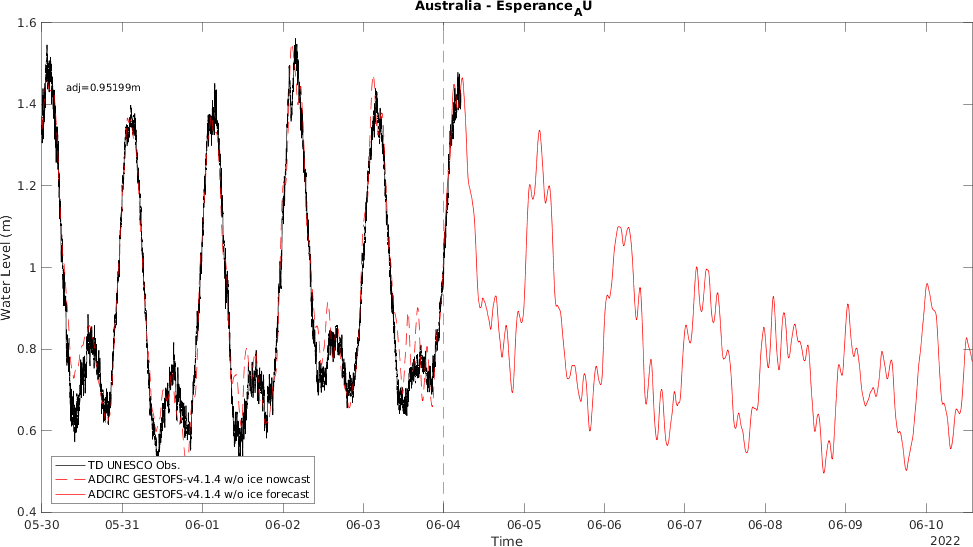 Australia - Esperance_AU
adj=0.95199m
Water Level (m)
1.6
1.4
1.2
1
0.8
0.6
0.4
TD UNESCO Obs.
ADCIRC GESTOFS-v4.1.4 w/o ice nowcast
ADCIRC GESTOFS-v4.1.4 w/o ice forecast
05-30 05-31 06-01 06-02 06-03 06-04 06-05 06-06 06-07 06-08 06-09 06-10
Time
2022